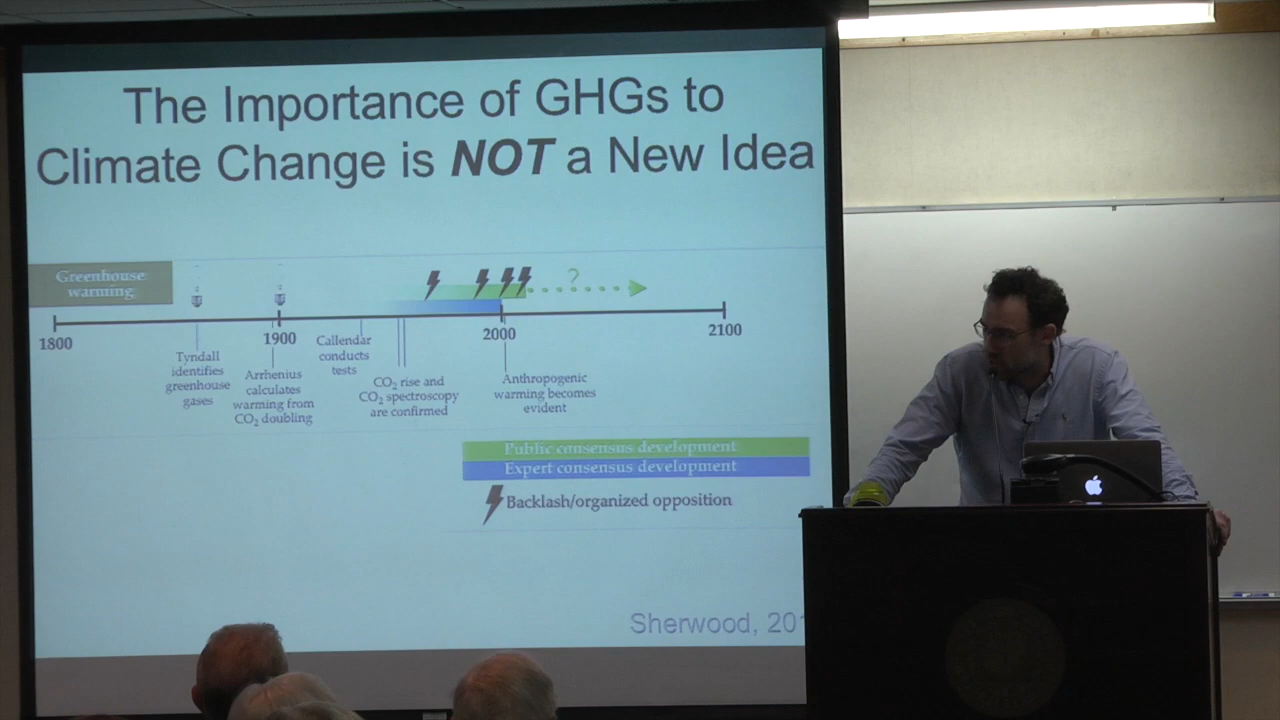 The Importance of GHGs to
Climate Change is NOT a New Idea
Greenhouse
warming
?
1800
1900
2000
2100
Tyndall
identifies
greenhouse
gases
Arrhenius
calculates
warming from
CO₂ doubling
Callendar
conducts
tests
CO₂ rise and
CO₂ spectroscopy
are confirmed
Anthropogenic
warming becomes
evident
Public consensus development
Expert consensus development
Backlash/organized opposition
Sherwood,